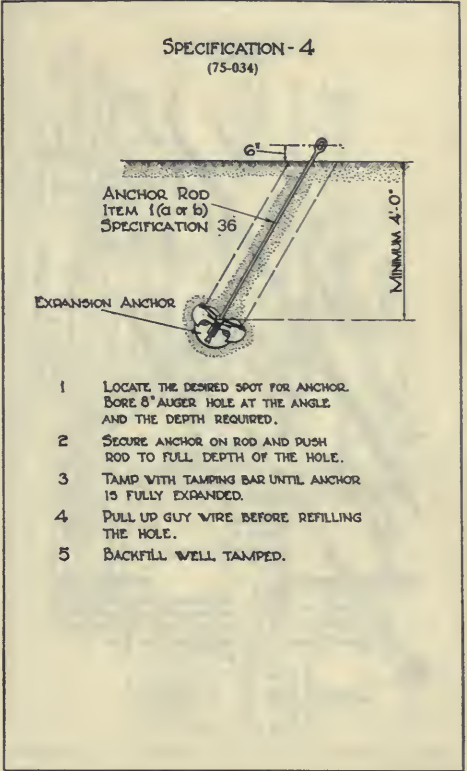 SPECIFICATION - 4
(75-034)
6"
ANCHOR ROD
ITEM 1(a or b)
SPECIFICATION 36
MINIMUM 4'-0"
EXPANSION ANCHOR
1 LOCATE THE DESIRED SPOT FOR ANCHOR.
BORE 8" AUGER HOLE AT THE ANGLE
AND THE DEPTH REQUIRED.
2 SECURE ANCHOR ON ROD AND PUSH
ROD TO FULL DEPTH OF THE HOLE.
3 TAMP WITH TAMPING BAR UNTIL ANCHOR
IS FULLY EXPANDED.
4 PULL UP GUY WIRE BEFORE REFILLING
THE HOLE.
5 BACKFILL WELL TAMPED.